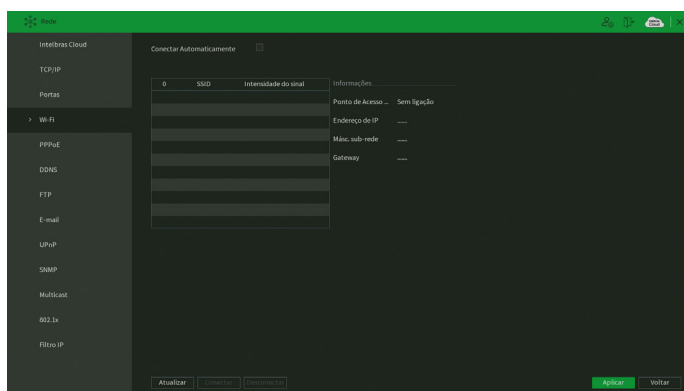 Rede
Intelbras Cloud
Conectar Automaticamente
TCP/IP
Portas
Wi-Fi
PPPoE
DDNS
FTP
E-mail
UPnP
SNMP
Multicast
802.1x
Filtro IP
0 SSID Intensidade do sinal
Informações
Ponto de Acesso ... Sem ligação
Endereço de IP ----
Másc. sub-rede ----
Gateway ----
Atualizar Conectar Desconectar
Aplicar Voltar